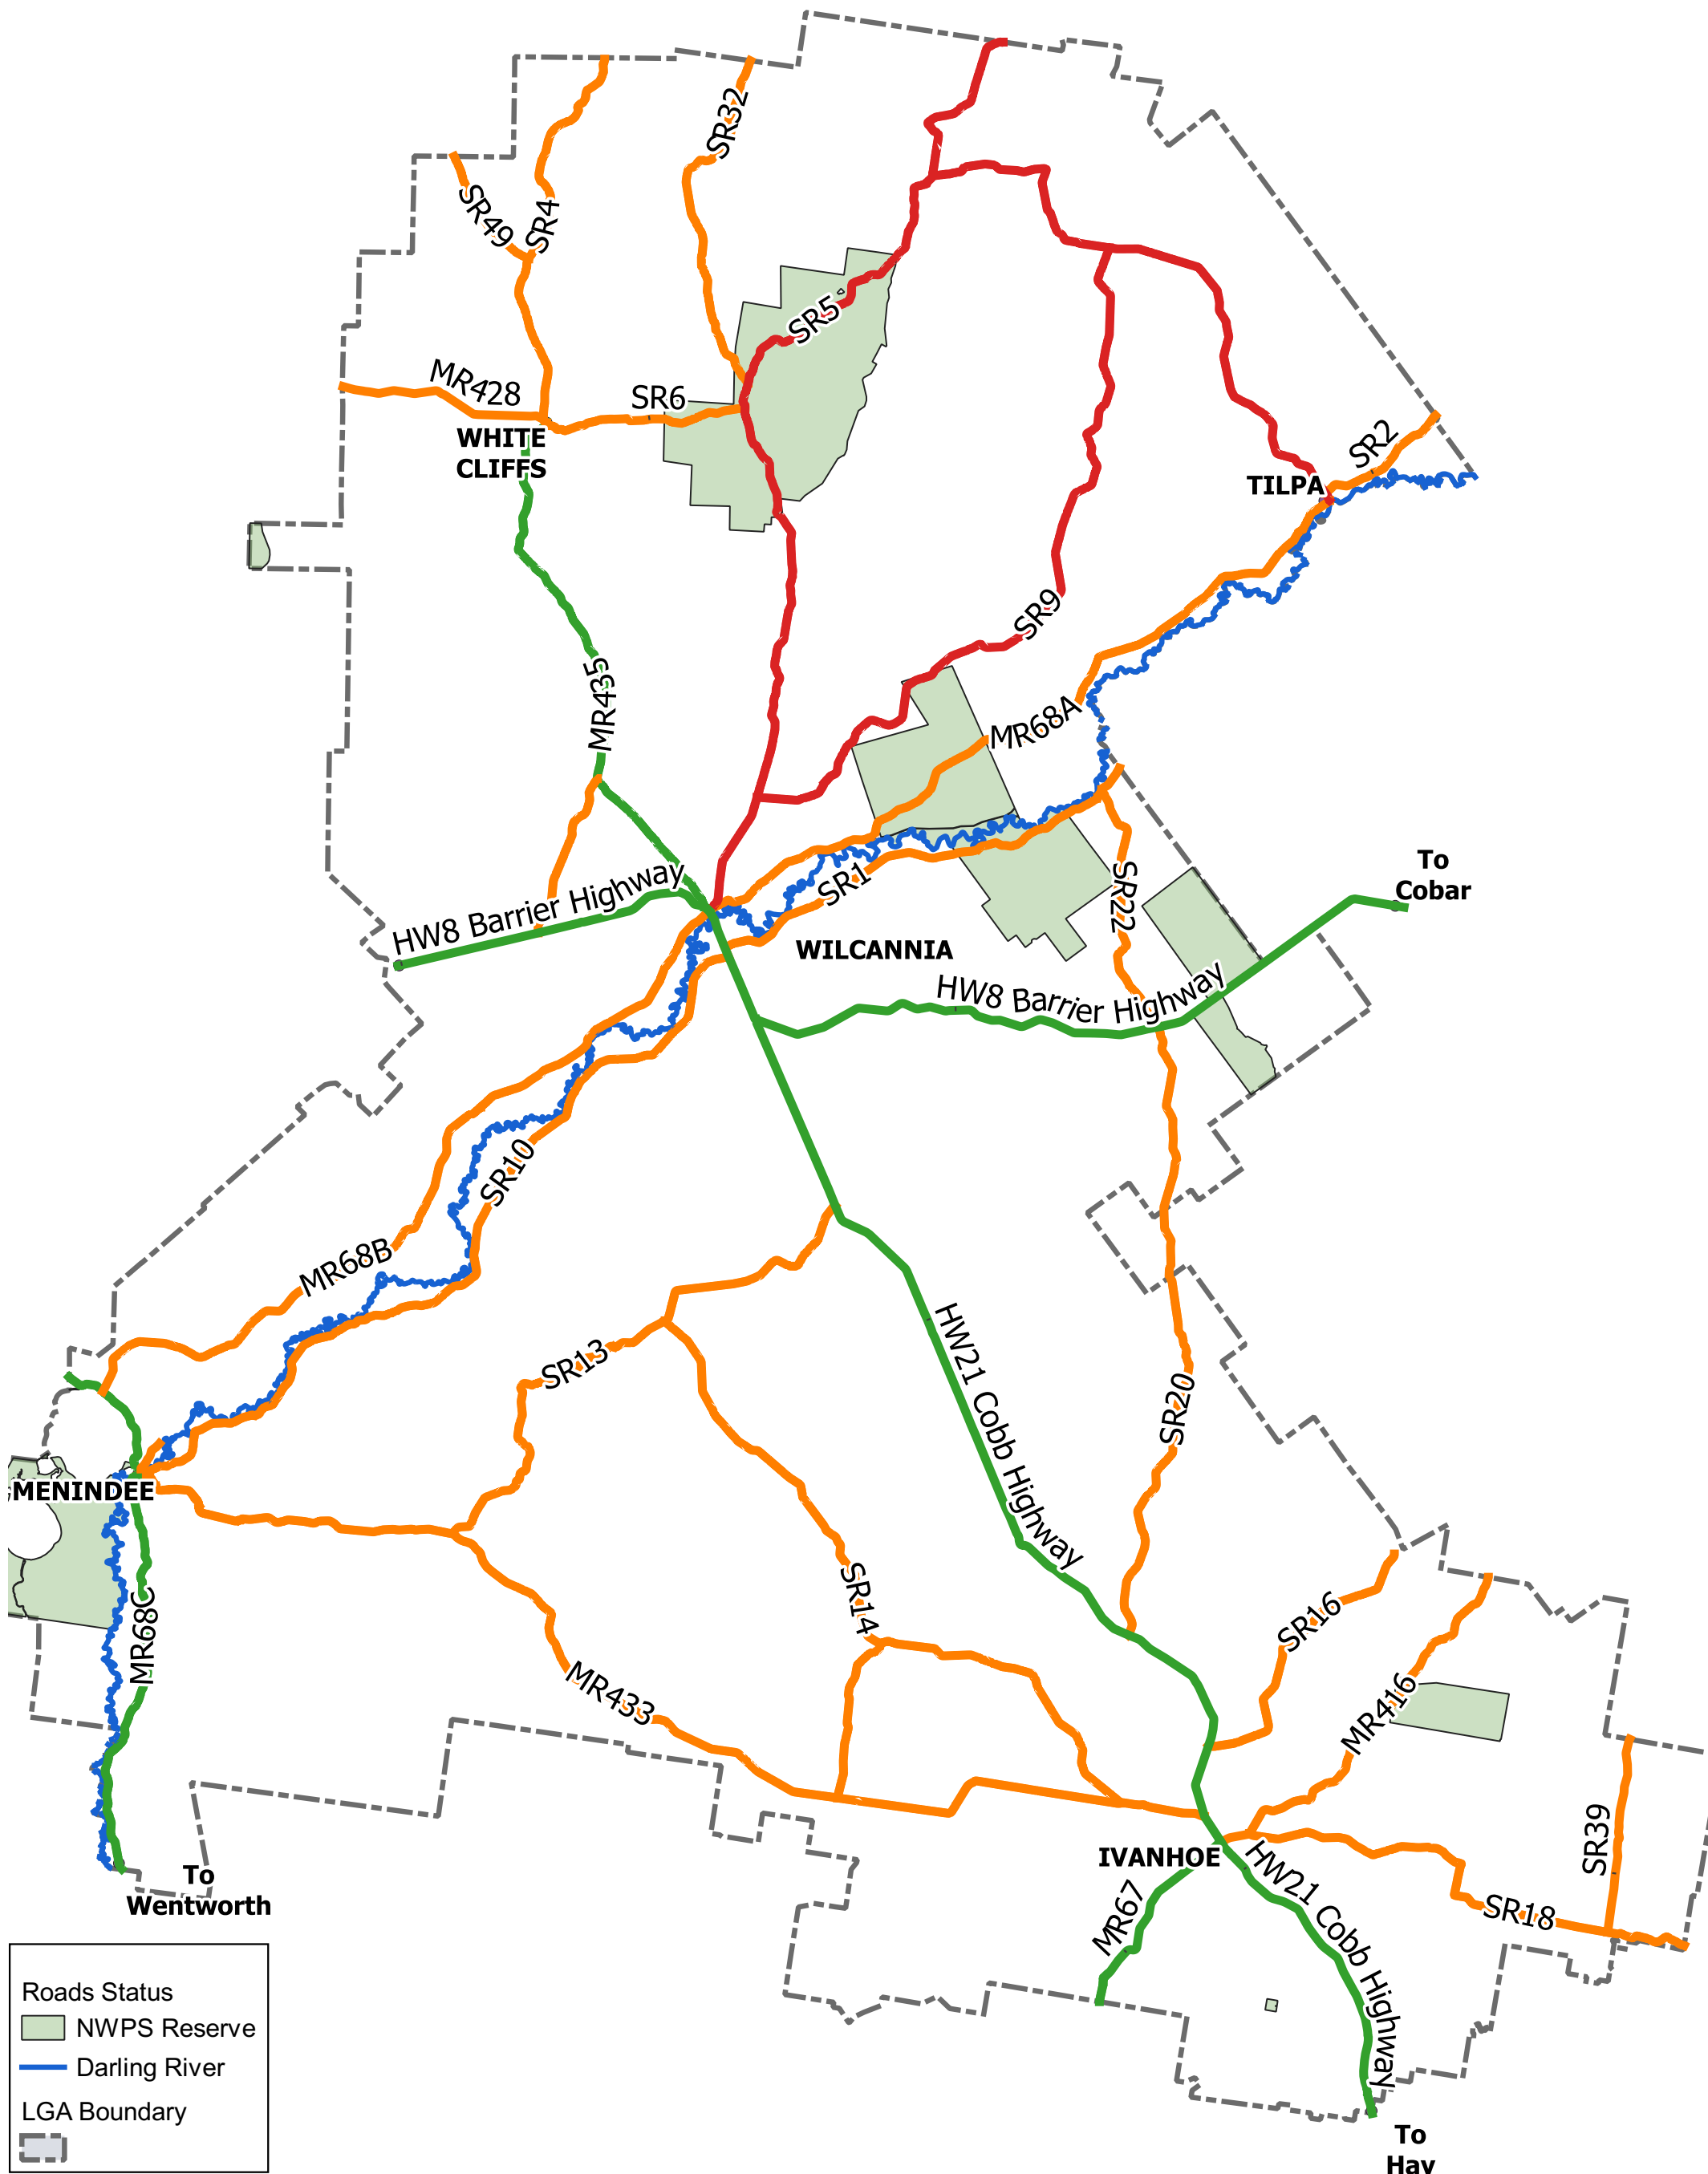 SR32
SR49
SR4
SR5
MR428
SR6
WHITE
CLIFFS
SR2
TILPA
SR9
MR435
MR68A
To
Cobar
SR22
SR1
HW8 Barrier Highway
WILCANNIA
HW8 Barrier Highway
SR10
MR68B
HW21 Cobb Highway
SR13
SR20
MENINDEE
SR14
MR68C
SR16
MR433
MR416
SR39
IVANHOE
HW21 Cobb Highway
To
Wentworth
MR67
SR18
Roads Status
NWPS Reserve
Darling River
LGA Boundary
To
Hay